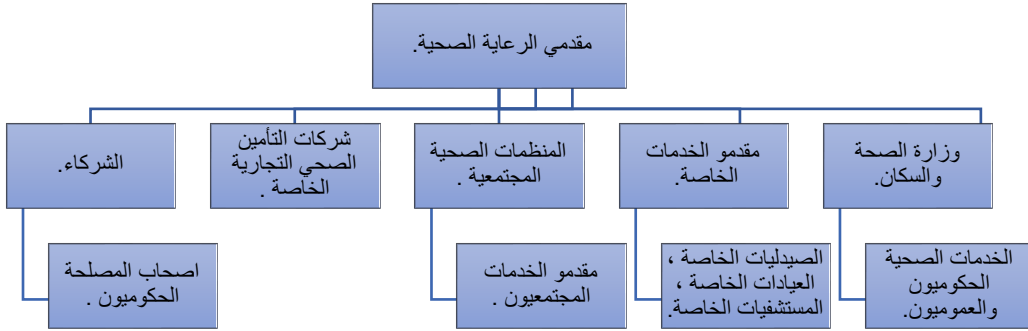 مقدمي الرعاية الصحية.
وزارة الصحة
والسكان.
مقدمو الخدمات
الخاصة.
المنظمات الصحية
المجتمعية .
شركات التأمين
الصحي التجارية
الخاصة .
الشركاء.
الخدمات الصحية
الحكوميون
والعموميون.
الصيدليات الخاصة ،
العيادات الخاصة ،
المستشفيات الخاصة.
مقدمو الخدمات
المجتمعيون .
اصحاب المصلحة
الحكوميون .